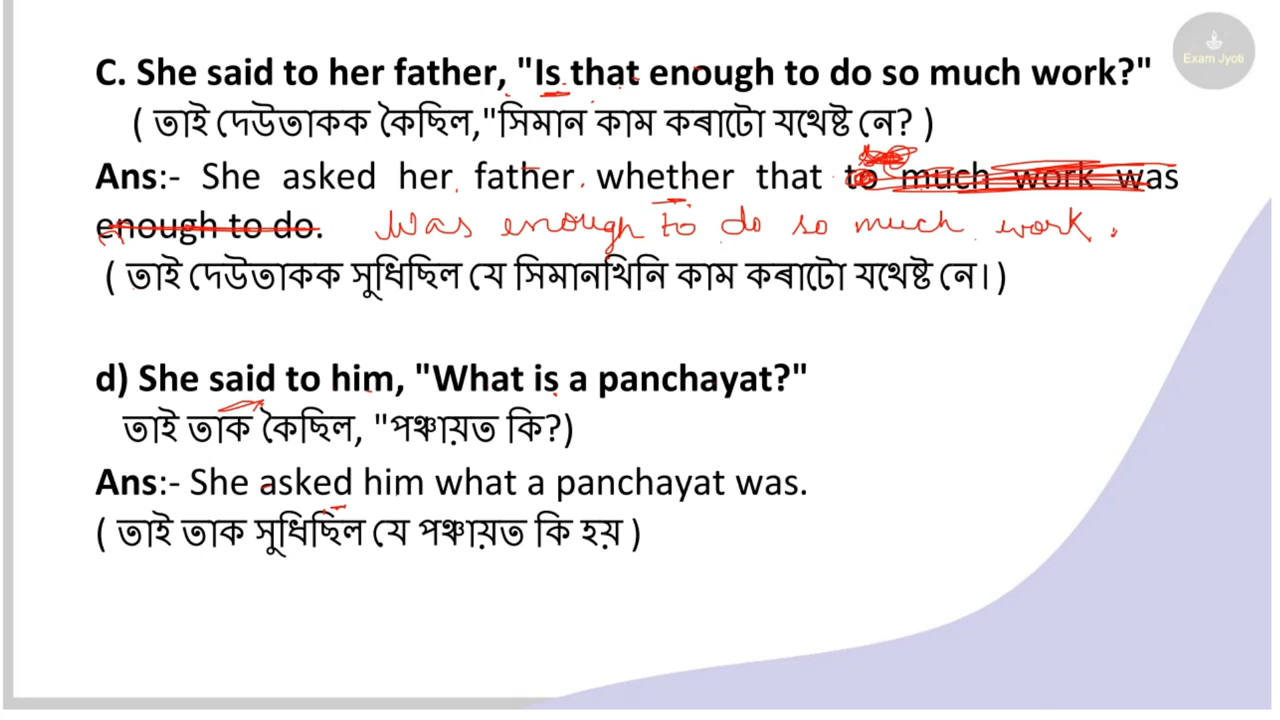 Exam Jyoti
C. She said to her father, "Is that enough to do so much work?"
( তাই দেউতাকক কৈছিল,"সিমান কাম কৰাটো যথেষ্ট নে? )
Ans:- She asked her father whether that to much work was
enough to do. Was enough to do so much work.
( তাই দেউতাকক সুধিছিল যে সিমানখিনি কাম কৰাটো যথেষ্ট নে।)
d) She said to him, "What is a panchayat?"
তাই তাক কৈছিল, "পঞ্চায়ত কি?)
Ans:- She asked him what a panchayat was.
( তাই তাক সুধিছিল যে পঞ্চায়ত কি হয় )